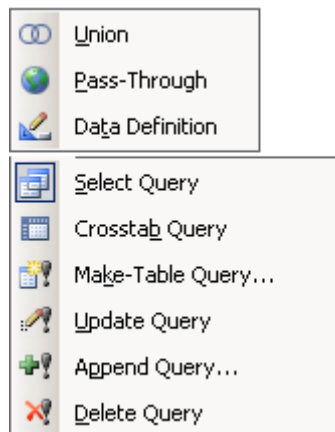 Union
Pass-Through
Data Definition
Select Query
Crosstab Query
Make-Table Query...
Update Query
Append Query...
Delete Query